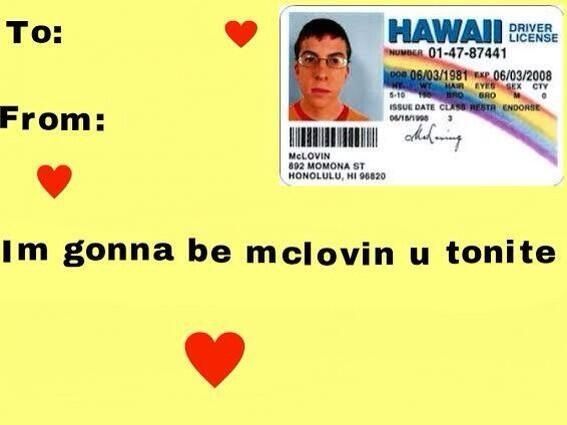 To:
HAWAII DRIVER LICENSE
NUMBER 01-47-87441
DOB 06/03/1981 EXP 06/03/2008
HT WT HAIR EYES SEX CTY
5-10 150 BRO BRO M 0
ISSUE DATE CLASS RESTR ENDORSE
06/18/1998 3
McLovin
McLOVIN
892 MOMONA ST
HONOLULU, HI 96820
From:
Im gonna be mclovin u tonite